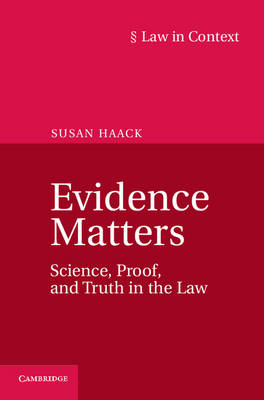 § Law in Context
SUSAN HAACK
Evidence
Matters
Science, Proof,
and Truth in the Law
CAMBRIDGE